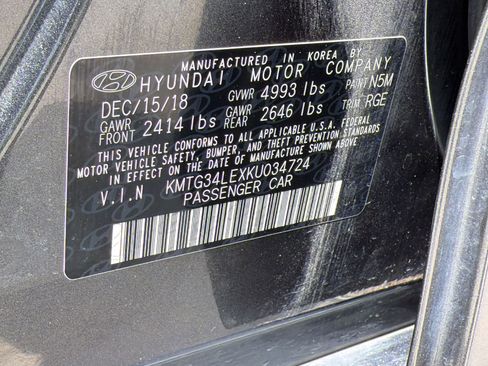 MANUFACTURED IN KOREA BY
HYUNDAI MOTOR COMPANY
DEC/15/18 GVWR 4993 lbs PAINT N5M
GAWR FRONT 2414 lbs GAWR REAR 2646 lbs TRIM RGE
THIS VEHICLE CONFORMS TO ALL APPLICABLE U.S.A. FEDERAL
MOTOR VEHICLE SAFETY, BUMPER, AND THEFT PREVENTION STANDARDS
IN EFFECT ON THE DATE OF MANUFACTURE SHOWN ABOVE.
V.I.N KMTG34LEXKU034724
PASSENGER CAR